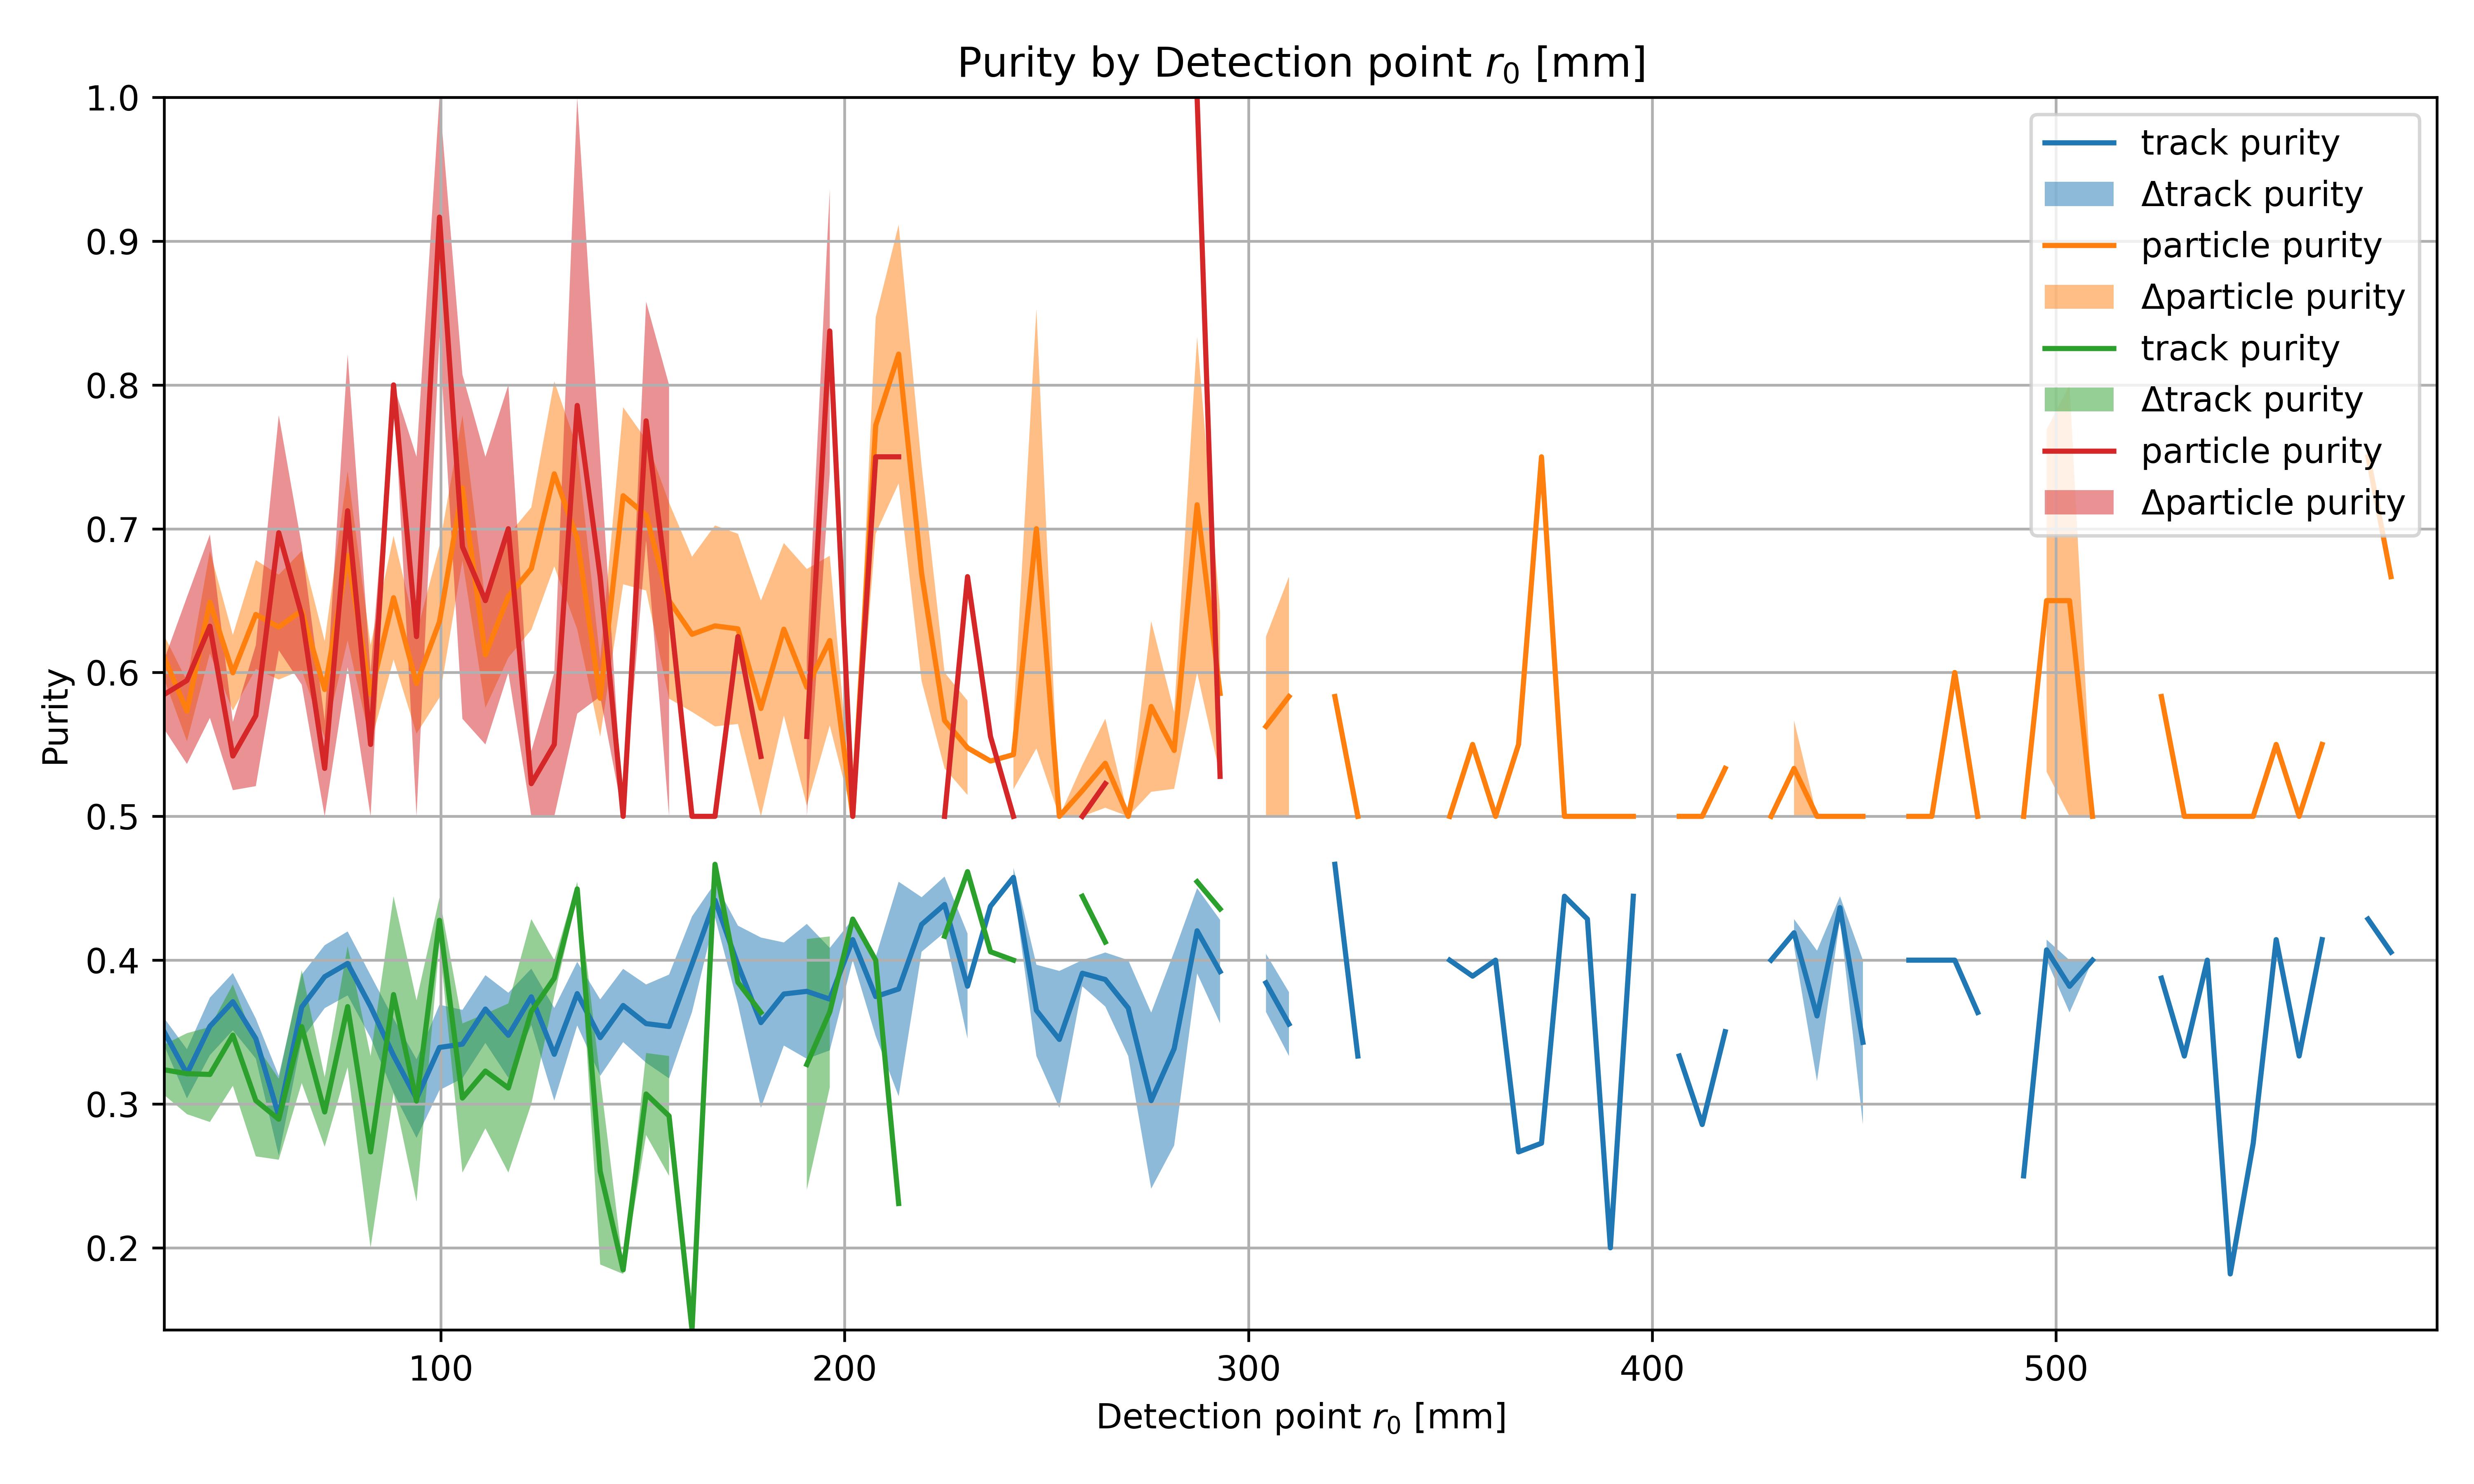 Purity by Detection point r₀ [mm]
1.0
0.9
0.8
0.7
0.6
0.5
0.4
0.3
0.2
Purity
track purity
Δtrack purity
particle purity
Δparticle purity
track purity
Δtrack purity
particle purity
Δparticle purity
100 200 300 400 500
Detection point r₀ [mm]